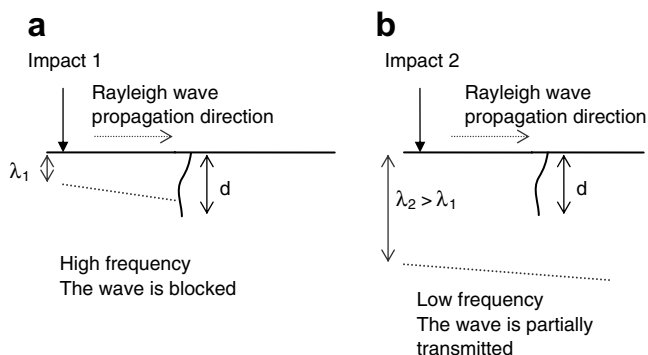 a
Impact 1
Rayleigh wave
propagation direction
λ1
d
High frequency
The wave is blocked
b
Impact 2
Rayleigh wave
propagation direction
λ2 > λ1
d
Low frequency
The wave is partially
transmitted